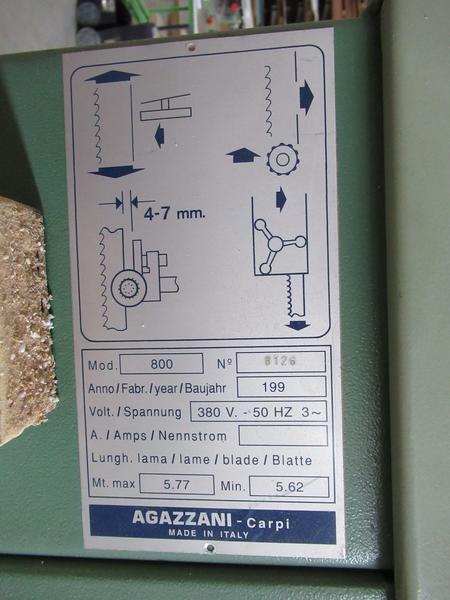 4-7 mm.
Mod. 800 Nº 8126
Anno/Fabr./year/Baujahr 199
Volt./Spannung 380 V. - 50 HZ 3~
A./Amps/Nennstrom
Lungh. lama/lame/blade/Blatte
Mt. max 5.77 Min. 5.62
AGAZZANI - Carpi
MADE IN ITALY